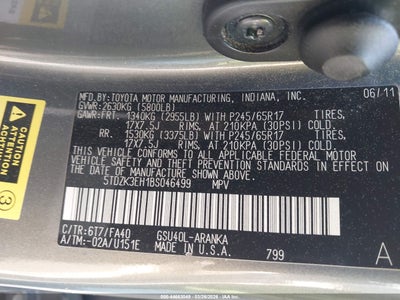 MFD.BY:TOYOTA MOTOR MANUFACTURING, INDIANA, INC. 06/11
GVWR:2630KG (5800LB)
GAWR:FRT. 1340KG (2955LB) WITH P245/65R17 TIRES,
17X7.5J RIMS, AT 210KPA (30PSI) COLD.
RR. 1530KG (3375LB) WITH P245/65R17 TIRES,
17X7.5J RIMS, AT 210KPA (30PSI) COLD.
THIS VEHICLE CONFORMS TO ALL APPLICABLE FEDERAL
MOTOR VEHICLE SAFETY AND BUMPER STANDARDS IN
EFFECT ON THE DATE OF MANUFACTURE SHOWN ABOVE.
5TDZK3EH1BS046499 MPV
C/TR:6T7/FA40 GSU40L-ARANKA A
A/TM:-02A/U151E MADE IN U.S.A. 799
ATTENTION
CAUTION
3